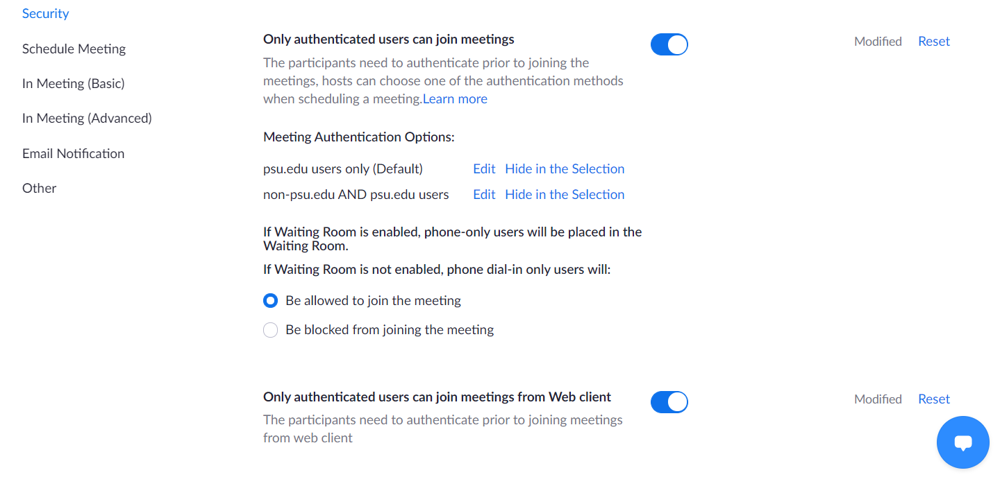 Security
Schedule Meeting
In Meeting (Basic)
In Meeting (Advanced)
Email Notification
Other
Only authenticated users can join meetings
Modified Reset
The participants need to authenticate prior to joining the
meetings, hosts can choose one of the authentication methods
when scheduling a meeting.Learn more
Meeting Authentication Options:
psu.edu users only (Default) Edit Hide in the Selection
non-psu.edu AND psu.edu users Edit Hide in the Selection
If Waiting Room is enabled, phone-only users will be placed in the
Waiting Room.
If Waiting Room is not enabled, phone dial-in only users will:
Be allowed to join the meeting
Be blocked from joining the meeting
Only authenticated users can join meetings from Web client
Modified Reset
The participants need to authenticate prior to joining meetings
from web client